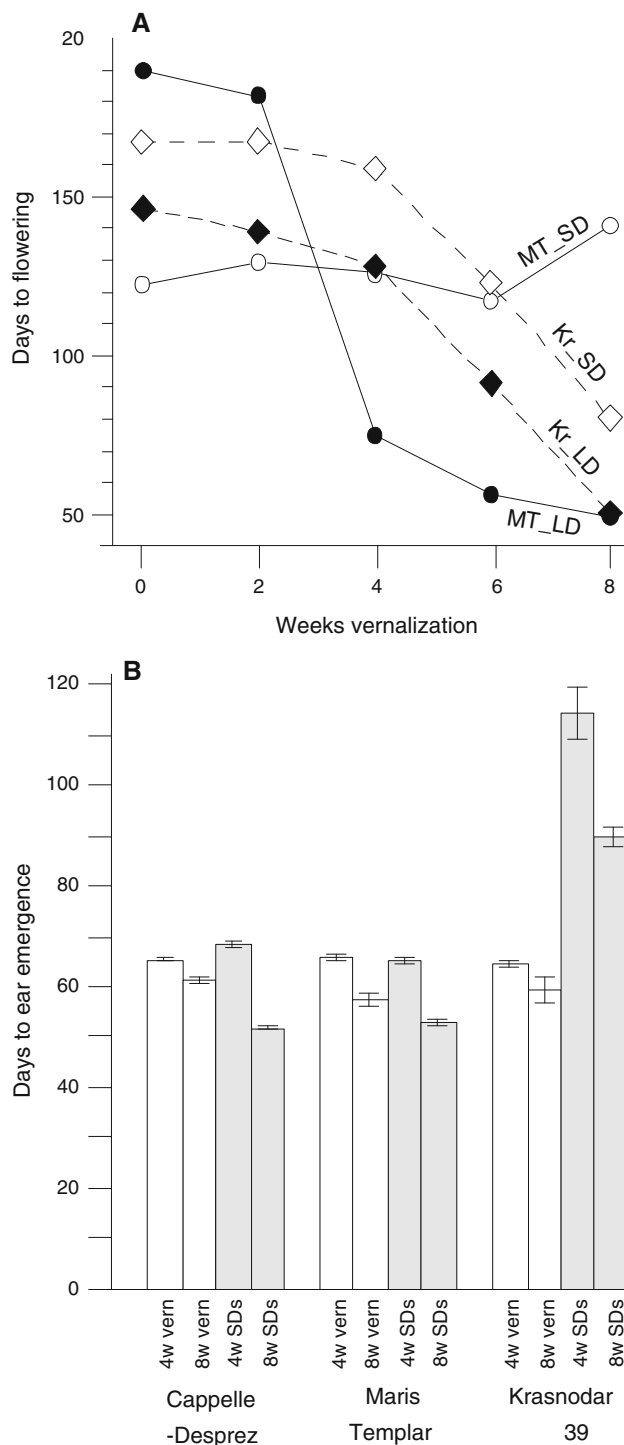 A
20
150
100
50
Days to flowering
MT_SD
Kr_SD
Kr_LD
MT_LD
0 2 4 6 8
Weeks vernalization
B
120
100
80
60
40
20
0
Days to ear emergence
4w vern
8w vern
4w SDs
8w SDs
4w vern
8w vern
4w SDs
8w SDs
4w vern
8w vern
4w SDs
8w SDs
Cappelle Maris Krasnodar
-Desprez Templar 39